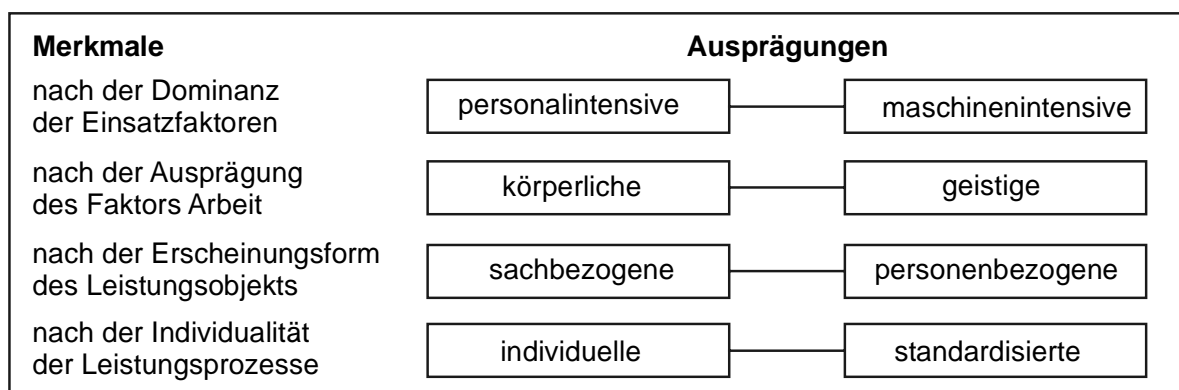 Merkmale Ausprägungen
nach der Dominanz
der Einsatzfaktoren
personalintensive maschinenintensive
nach der Ausprägung
des Faktors Arbeit
körperliche geistige
nach der Erscheinungsform
des Leistungsobjekts
sachbezogene personenbezogene
nach der Individualität
der Leistungsprozesse
individuelle standardisierte